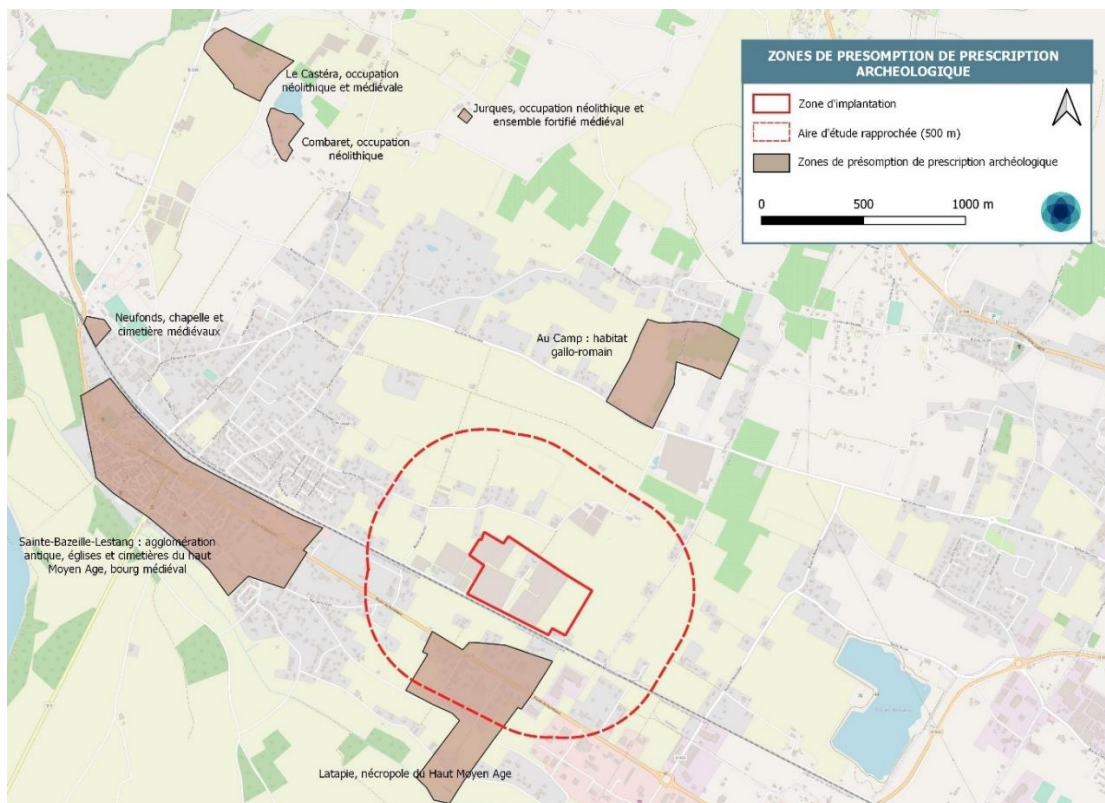 ZONES DE PRESOMPTION DE PRESCRIPTION
ARCHEOLOGIQUE
Zone d'implantation
Aire d'étude rapprochée (500 m)
Zones de présomption de prescription archéologique
0 500 1000 m
Le Castéra, occupation
néolithique et médiévale
Jurques, occupation néolithique et
ensemble fortifié médiéval
Combaret, occupation
néolithique
Neufonds, chapelle et
cimetière médiévaux
Au Camp : habitat
gallo-romain
Sainte-Bazeille-Lestang : agglomération
antique, églises et cimetières du haut
Moyen Age, bourg médiéval
Latapie, nécropole du Haut Moyen Age